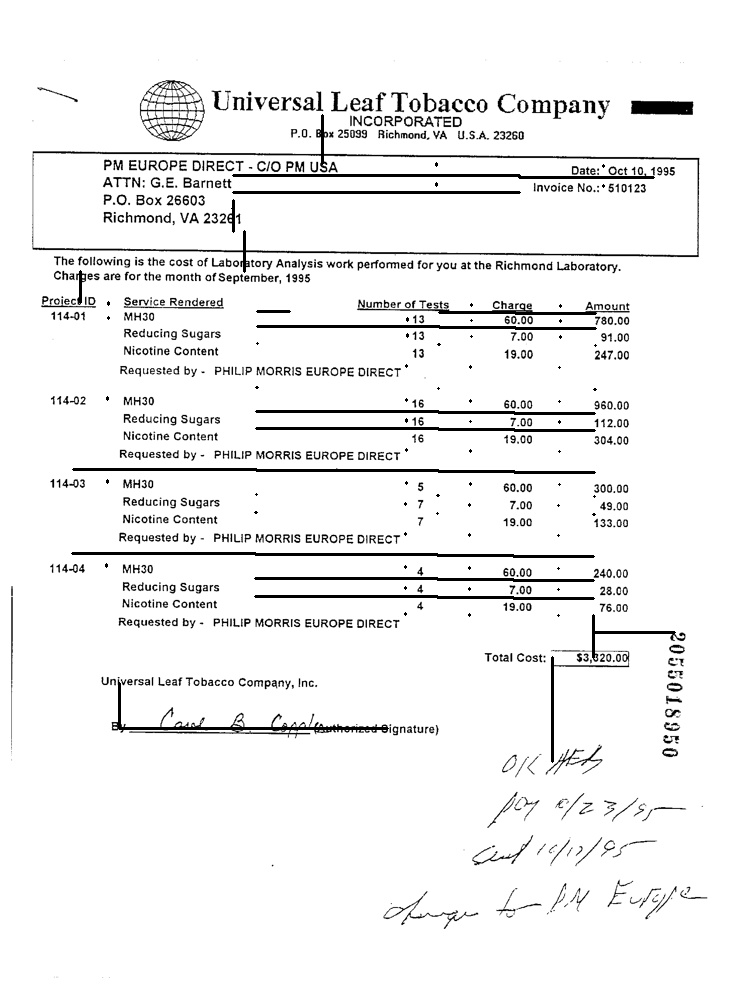 Universal Leaf Tobacco Company
INCORPORATED
P.O. Box 25099 Richmond, VA U.S.A. 23260
PM EUROPE DIRECT - C/O PM USA
ATTN: G.E. Barnett
P.O. Box 26603
Richmond, VA 23261
Date: Oct 10, 1995
Invoice No.: 510123
The following is the cost of Laboratory Analysis work performed for you at the Richmond Laboratory.
Charges are for the month of September, 1995
Project ID Service Rendered Number of Tests Charge Amount
114-01 MH30 13 60.00 780.00
Reducing Sugars 13 7.00 91.00
Nicotine Content 13 19.00 247.00
Requested by - PHILIP MORRIS EUROPE DIRECT
114-02 MH30 16 60.00 960.00
Reducing Sugars 16 7.00 112.00
Nicotine Content 16 19.00 304.00
Requested by - PHILIP MORRIS EUROPE DIRECT
114-03 MH30 5 60.00 300.00
Reducing Sugars 7 7.00 49.00
Nicotine Content 7 19.00 133.00
Requested by - PHILIP MORRIS EUROPE DIRECT
114-04 MH30 4 60.00 240.00
Reducing Sugars 4 7.00 28.00
Nicotine Content 4 19.00 76.00
Requested by - PHILIP MORRIS EUROPE DIRECT
Total Cost: $3,320.00
2055018950
Universal Leaf Tobacco Company, Inc.
By Carol B (Authorized Signature)
OK
pay 10/23/95
/95
charge to PM Europe